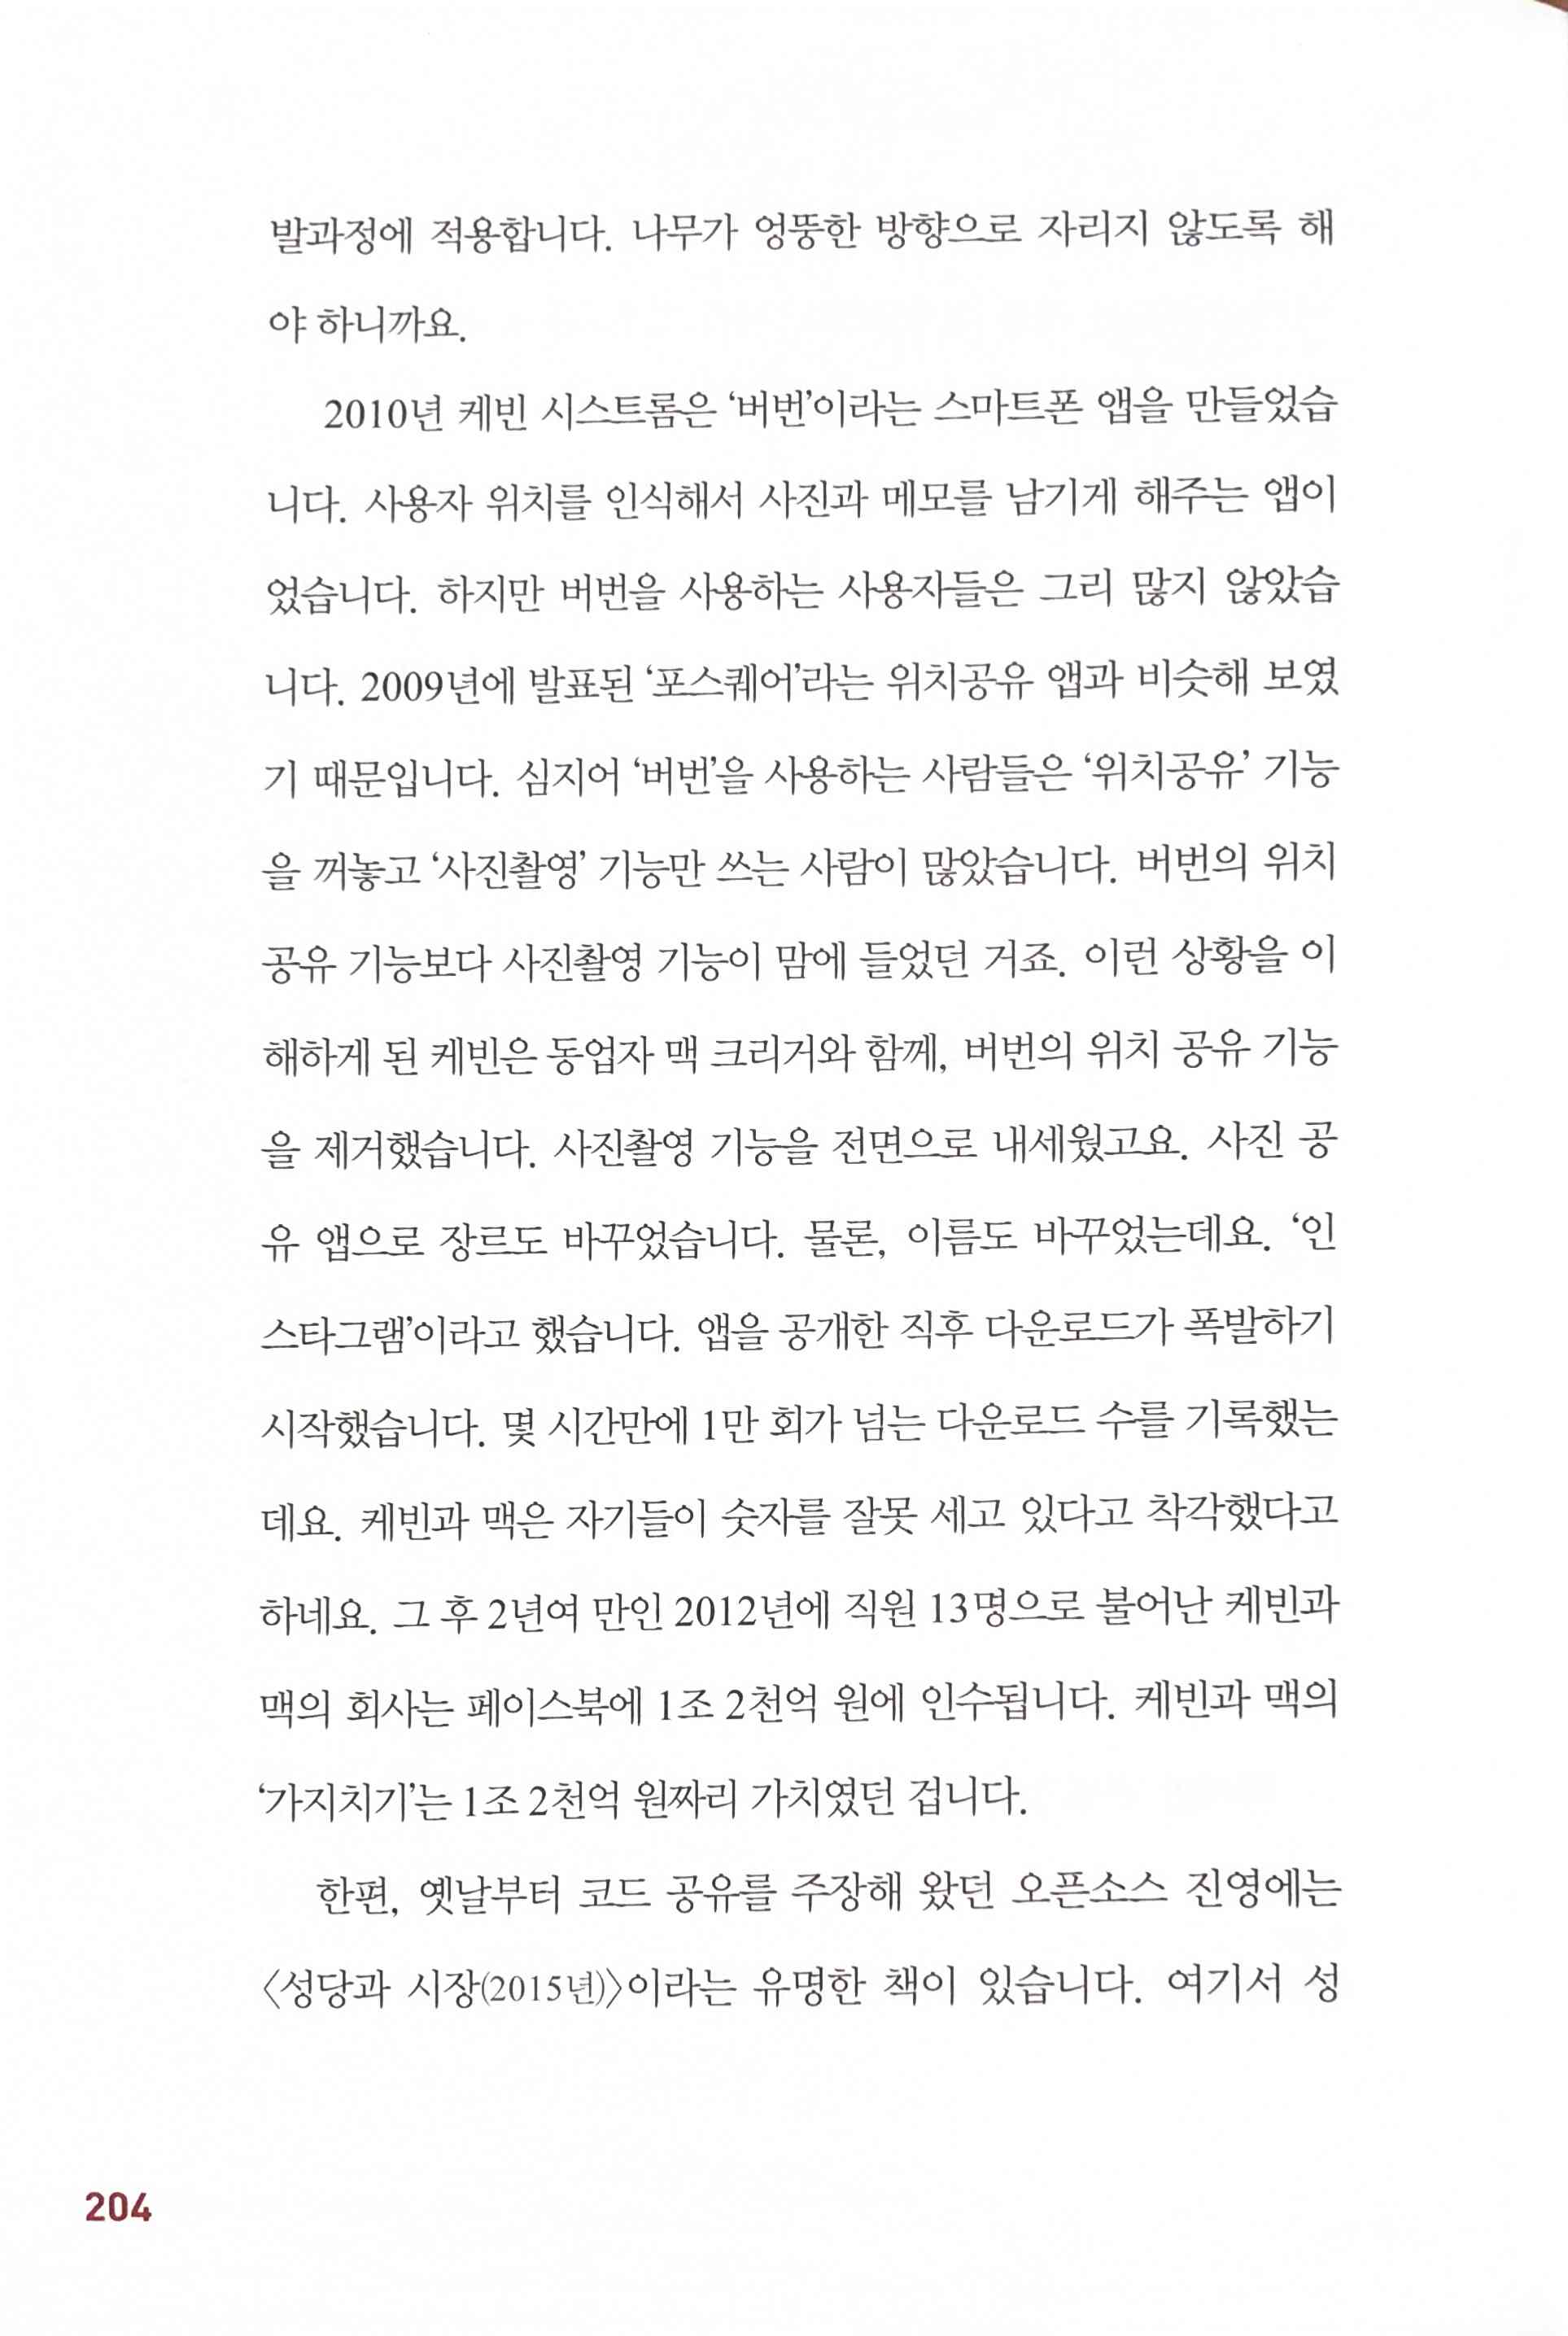 발과정에 적용합니다. 나무가 엉뚱한 방향으로 자리지 않도록 해
야 하니까요.
2010년 케빈 시스트롬은 ‘버번’이라는 스마트폰 앱을 만들었습
니다. 사용자 위치를 인식해서 사진과 메모를 남기게 해주는 앱이
었습니다. 하지만 버번을 사용하는 사용자들은 그리 많지 않았습
니다. 2009년에 발표된 ‘포스퀘어’라는 위치공유 앱과 비슷해 보였
기 때문입니다. 심지어 ‘버번’을 사용하는 사람들은 ‘위치공유’ 기능
을 꺼놓고 ‘사진촬영’ 기능만 쓰는 사람이 많았습니다. 버번의 위치
공유 기능보다 사진촬영 기능이 맘에 들었던 거죠. 이런 상황을 이
해하게 된 케빈은 동업자 맥 크리거와 함께, 버번의 위치 공유 기능
을 제거했습니다. 사진촬영 기능을 전면으로 내세웠고요. 사진 공
유 앱으로 장르도 바꾸었습니다. 물론, 이름도 바꾸었는데요. ‘인
스타그램’이라고 했습니다. 앱을 공개한 직후 다운로드가 폭발하기
시작했습니다. 몇 시간만에 1만 회가 넘는 다운로드 수를 기록했는
데요. 케빈과 맥은 자기들이 숫자를 잘못 세고 있다고 착각했다고
하네요. 그 후 2년여 만인 2012년에 직원 13명으로 불어난 케빈과
맥의 회사는 페이스북에 1조 2천억 원에 인수됩니다. 케빈과 맥의
‘가지치기’는 1조 2천억 원짜리 가치였던 겁니다.
한편, 옛날부터 코드 공유를 주장해 왔던 오픈소스 진영에는
〈성당과 시장(2015년)〉이라는 유명한 책이 있습니다. 여기서 성
204